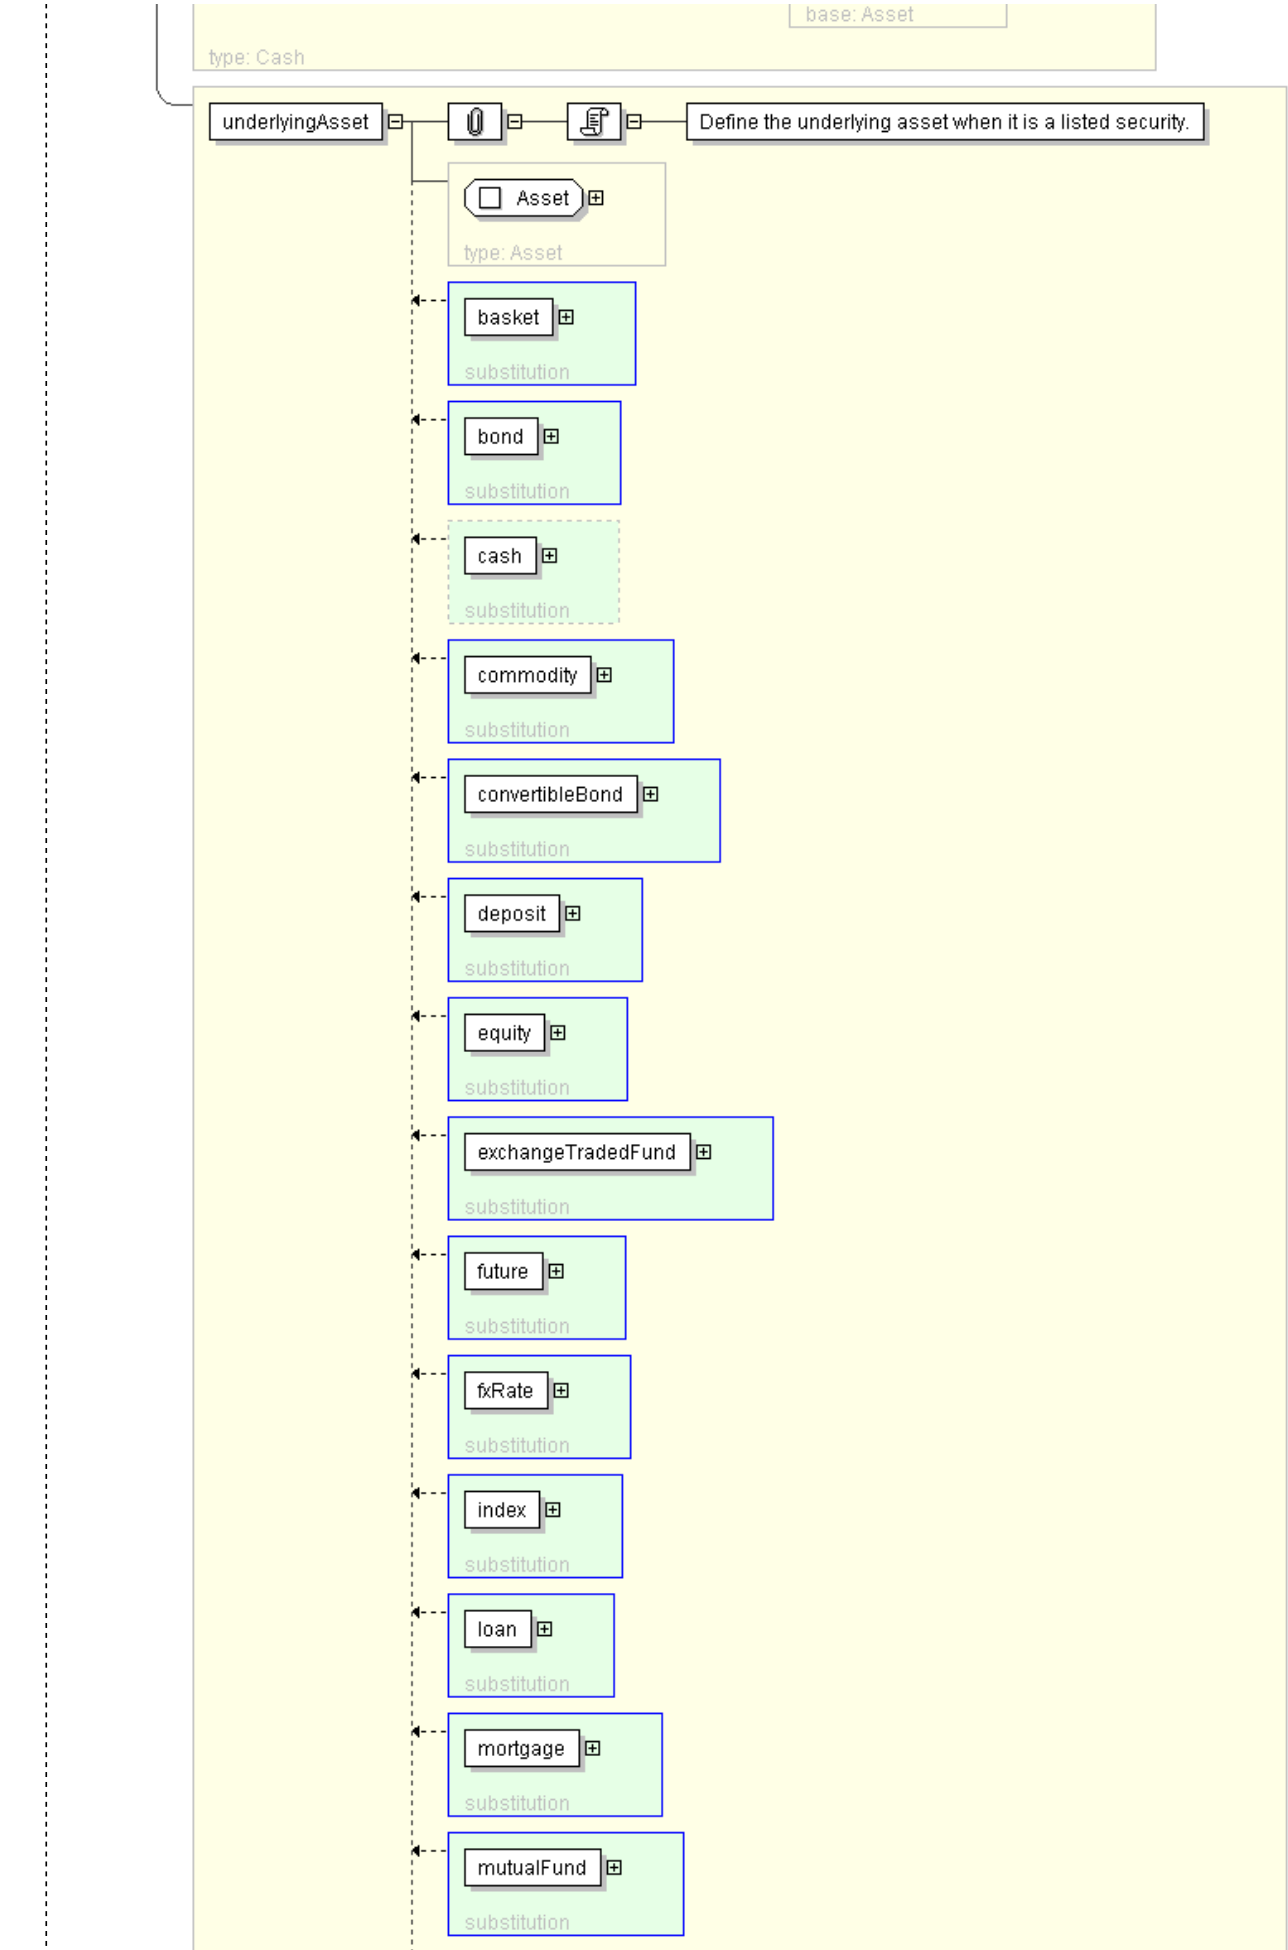 base: Asset
type: Cash
underlyingAsset
Define the underlying asset when it is a listed security.
Asset
type: Asset
basket
substitution
bond
substitution
cash
substitution
commodity
substitution
convertibleBond
substitution
deposit
substitution
equity
substitution
exchangeTradedFund
substitution
future
substitution
fxRate
substitution
index
substitution
loan
substitution
mortgage
substitution
mutualFund
substitution